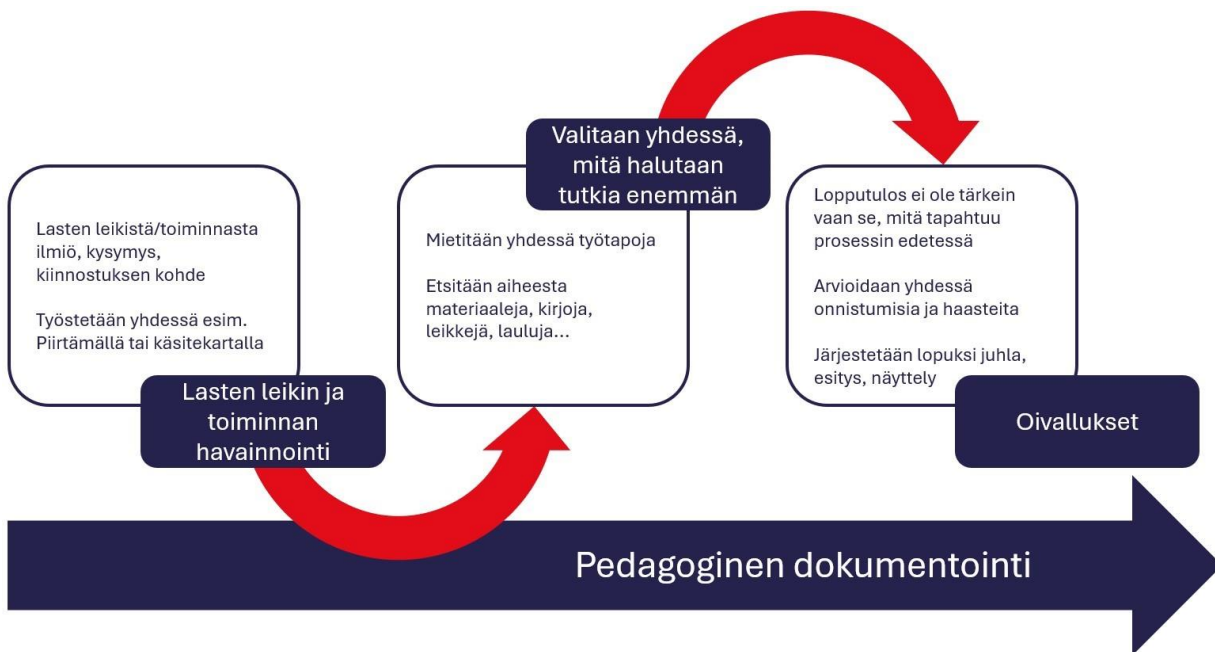 Lasten leikistä/toiminnasta
ilmiö, kysymys,
kiinnostuksen kohde
Työstetään yhdessä esim.
Piirtämällä tai käsitekartalla
Lasten leikin ja
toiminnan
havainnointi
Valitaan yhdessä,
mitä halutaan
tutkia enemmän
Mietitään yhdessä työtapoja
Etsitään aiheesta
materiaaleja, kirjoja,
leikkejä, lauluja...
Lopputulos ei ole tärkein
vaan se, mitä tapahtuu
prosessin edetessä
Arvioidaan yhdessä
onnistumisia ja haasteita
Järjestetään lopuksi juhla,
esitys, näyttely
Oivallukset
Pedagoginen dokumentointi